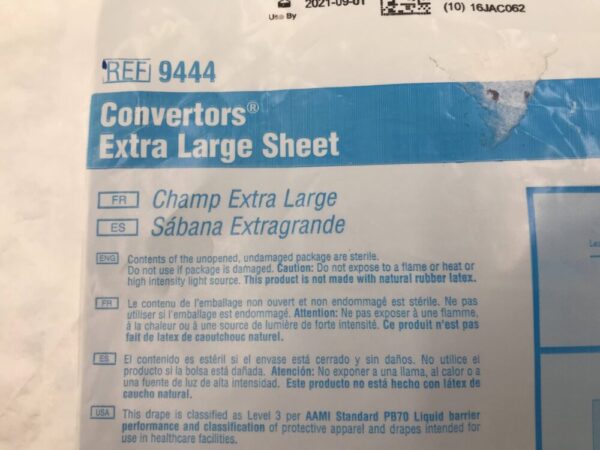 2021-09-01
Use By
(10) 16JAC062
REF 9444
Convertors®
Extra Large Sheet
FR Champ Extra Large
ES Sábana Extragrande
ENG Contents of the unopened, undamaged package are sterile.
Do not use if package is damaged. Caution: Do not expose to a flame or heat or
high intensity light source. This product is not made with natural rubber latex.
FR Le contenu de l'emballage non ouvert et non endommagé est stérile. Ne pas
utiliser si l'emballage est endommagé. Attention: Ne pas exposer à une flamme,
à la chaleur ou à une source de lumière de forte intensité. Ce produit n'est pas
fait de latex de caoutchouc naturel.
ES El contenido es estéril si el envase está cerrado y sin daños. No utilice el
producto si la bolsa está dañada. Atención: No exponer a una llama, al calor o a
una fuente de luz de alta intensidad. Este producto no está hecho con látex de
caucho natural.
USA This drape is classified as Level 3 per AAMI Standard PB70 Liquid barrier
performance and classification of protective apparel and drapes intended for
use in healthcare facilities.